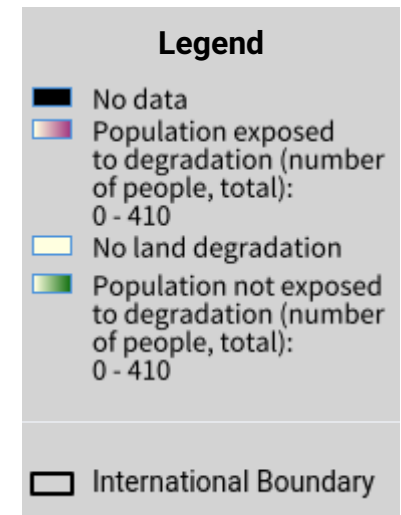 Legend
No data
Population exposed
to degradation (number
of people, total):
0 - 410
No land degradation
Population not exposed
to degradation (number
of people, total):
0 - 410
International Boundary